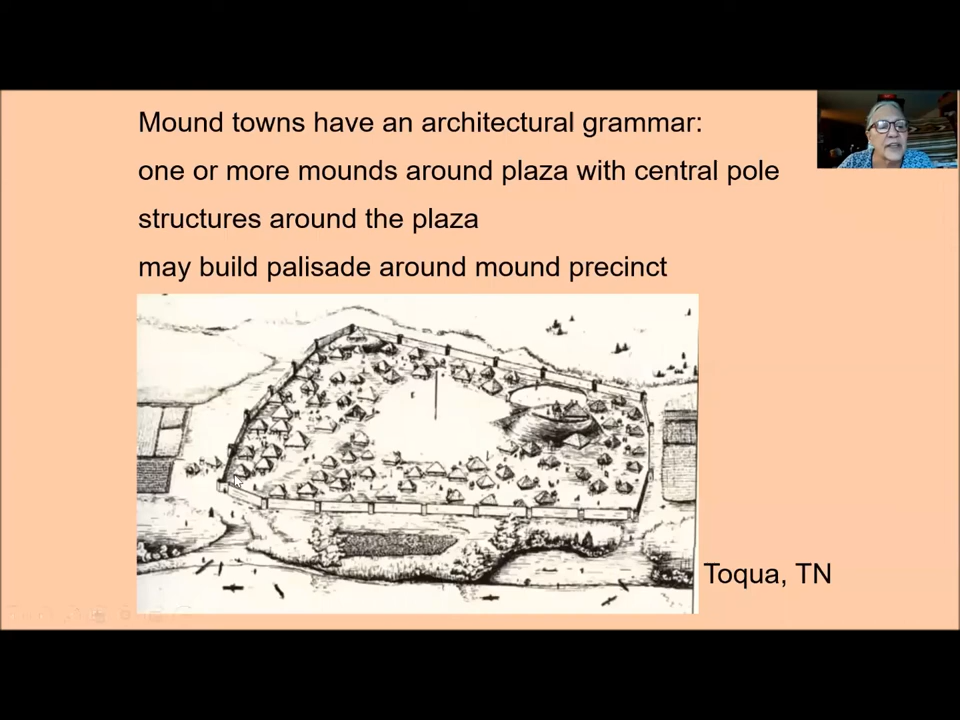 Mound towns have an architectural grammar:
one or more mounds around plaza with central pole
structures around the plaza
may build palisade around mound precinct
Toqua, TN